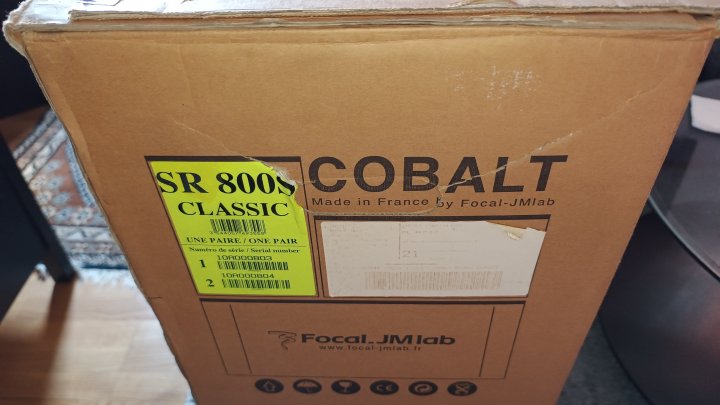 SR 800S
CLASSIC
UNE PAIRE / ONE PAIR
Numéro de série / Serial number
1 10A000803
2 10A000804
COBALT
Made in France by Focal-JMlab
21
Focal-JMlab
www.focal-jmlab.fr
CE